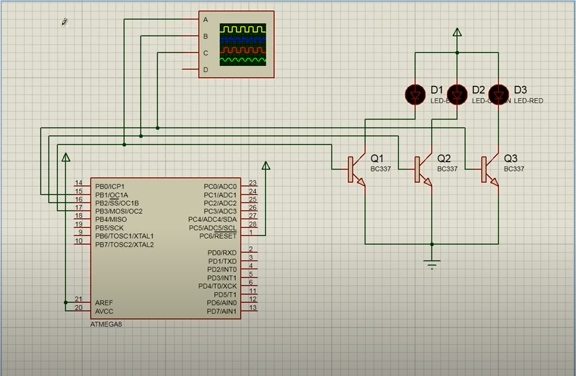 A
B
C
D
D1
D2
D3
LED-RED
Q1
BC337
Q2
BC337
Q3
BC337
14 PB0/ICP1 PC0/ADC0 23
15 PB1/OC1A PC1/ADC1 24
16 PB2/SS/OC1B PC2/ADC2 25
17 PB3/MOSI/OC2 PC3/ADC3 26
18 PB4/MISO PC4/ADC4/SDA 27
19 PB5/SCK PC5/ADC5/SCL 28
9 PB6/TOSC1/XTAL1 PC6/RESET 1
10 PB7/TOSC2/XTAL2
PD0/RXD 2
PD1/TXD 3
PD2/INT0 4
PD3/INT1 5
PD4/T0/XCK 6
PD5/T1 11
21 AREF PD6/AIN0 12
20 AVCC PD7/AIN1 13
ATMEGA8